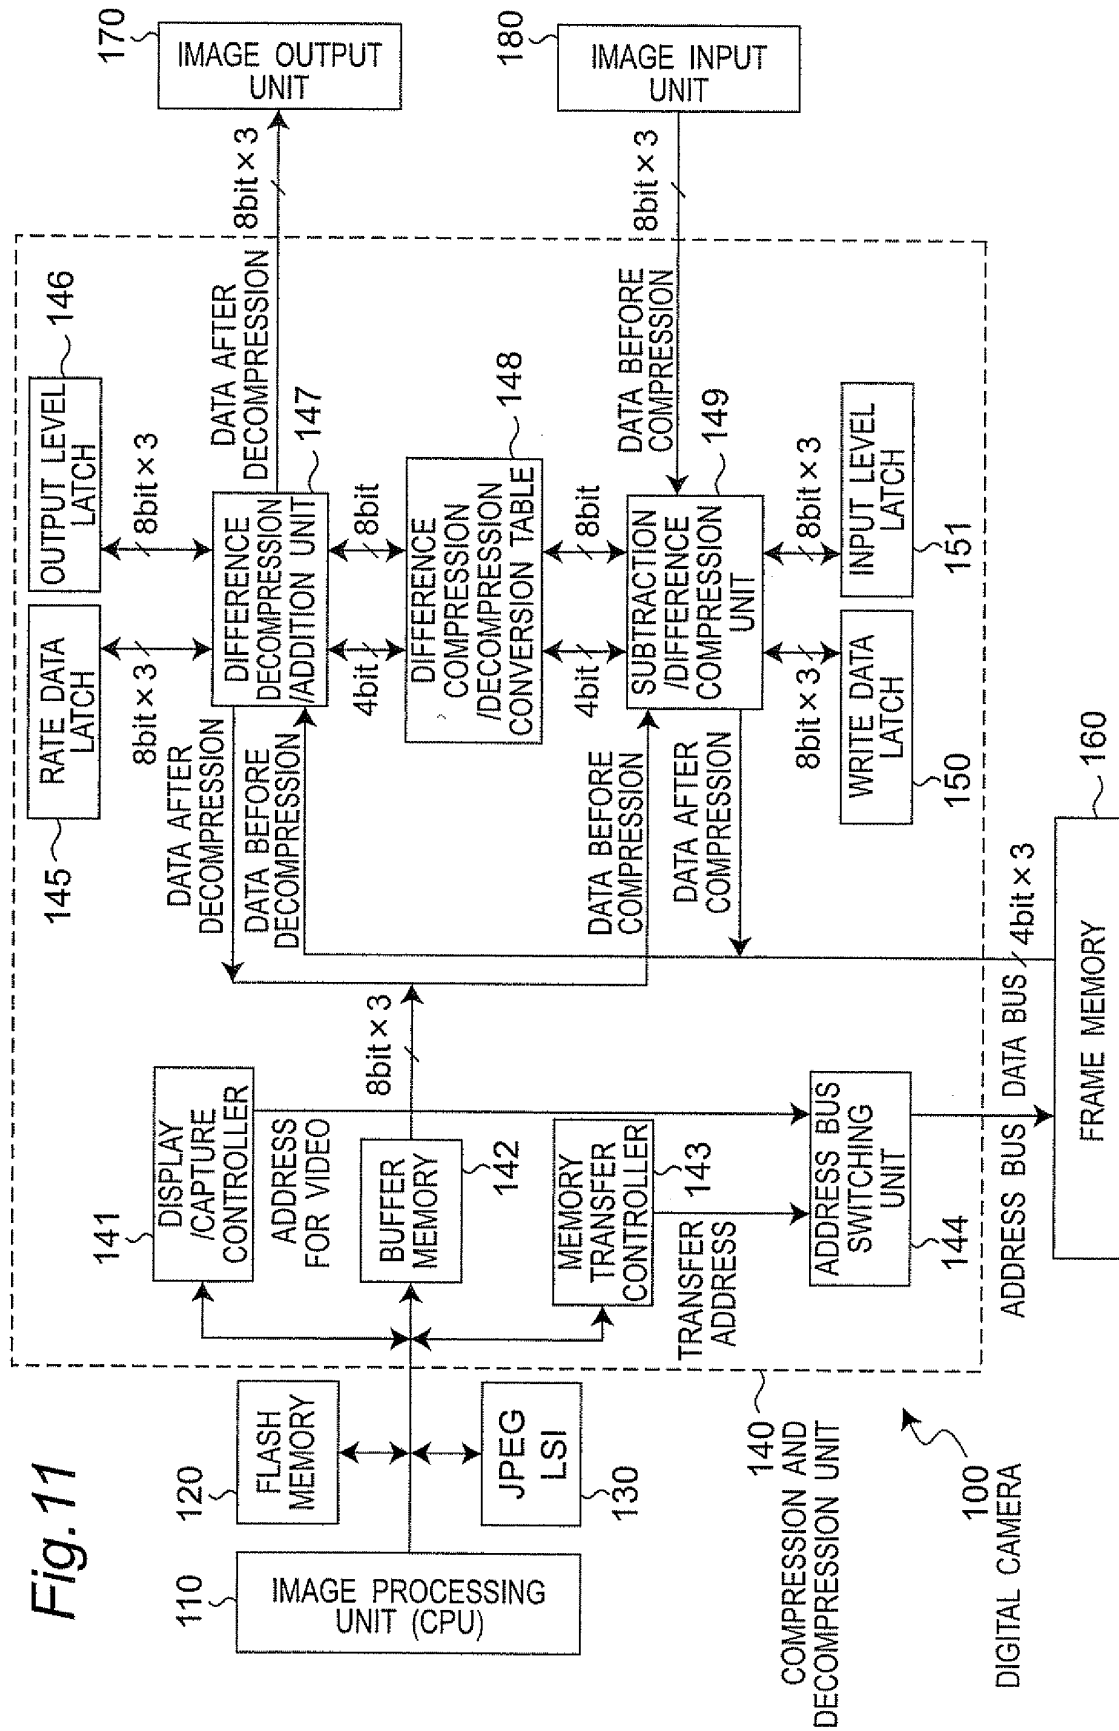 Fig.11
110
IMAGE PROCESSING
UNIT (CPU)
120
FLASH
MEMORY
JPEG
LSI
130
140
COMPRESSION AND
DECOMPRESSION UNIT
100
DIGITAL CAMERA
141
DISPLAY
/CAPTURE
CONTROLLER
ADDRESS
FOR VIDEO
BUFFER
MEMORY
142
8bit×3
MEMORY
TRANSFER
CONTROLLER
143
TRANSFER
ADDRESS
ADDRESS BUS
SWITCHING
UNIT
144
ADDRESS BUS
DATA BUS
4bit×3
FRAME MEMORY
160
145
RATE DATA
LATCH
8bit×3
146
OUTPUT LEVEL
LATCH
8bit×3
DATA AFTER
DECOMPRESSION
DATA BEFORE
DECOMPRESSION
DIFFERENCE
DECOMPRESSION
/ADDITION UNIT
147
DATA AFTER
DECOMPRESSION
8bit×3
170
IMAGE OUTPUT
UNIT
4bit
8bit
DIFFERENCE
COMPRESSION
/DECOMPRESSION
CONVERSION TABLE
148
4bit
8bit
DATA BEFORE
COMPRESSION
DATA AFTER
COMPRESSION
SUBTRACTION
/DIFFERENCE
COMPRESSION
UNIT
149
DATA BEFORE
COMPRESSION
8bit×3
180
IMAGE INPUT
UNIT
8bit×3
8bit×3
WRITE DATA
LATCH
150
INPUT LEVEL
LATCH
151